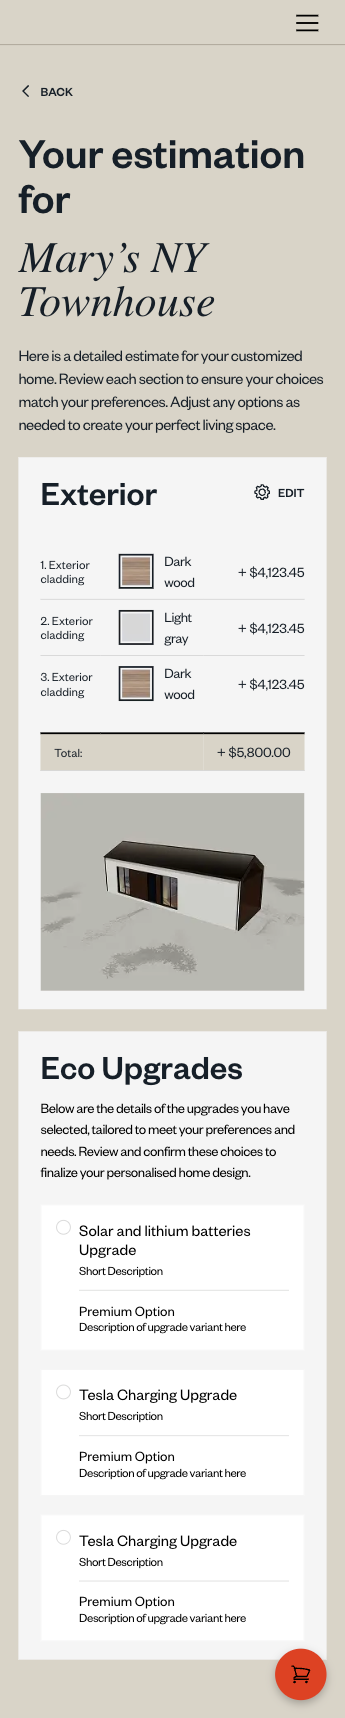 BACK
Your estimation
for
Mary’s NY
Townhouse
Here is a detailed estimate for your customized
home. Review each section to ensure your choices
match your preferences. Adjust any options as
needed to create your perfect living space.
Exterior
EDIT
1. Exterior
cladding
Dark
wood
+ $4,123.45
2. Exterior
cladding
Light
gray
+ $4,123.45
3. Exterior
cladding
Dark
wood
+ $4,123.45
Total:
+ $5,800.00
Eco Upgrades
Below are the details of the upgrades you have
selected, tailored to meet your preferences and
needs. Review and confirm these choices to
finalize your personalised home design.
Solar and lithium batteries
Upgrade
Short Description
Premium Option
Description of upgrade variant here
Tesla Charging Upgrade
Short Description
Premium Option
Description of upgrade variant here
Tesla Charging Upgrade
Short Description
Premium Option
Description of upgrade variant here